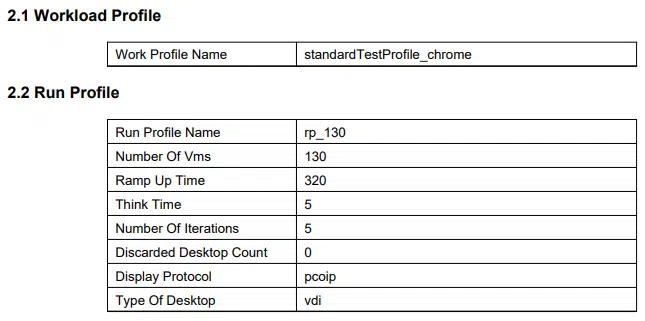 2.1 Workload Profile
Work Profile Name standardTestProfile_chrome
2.2 Run Profile
Run Profile Name rp_130
Number Of Vms 130
Ramp Up Time 320
Think Time 5
Number Of Iterations 5
Discarded Desktop Count 0
Display Protocol pcoip
Type Of Desktop vdi